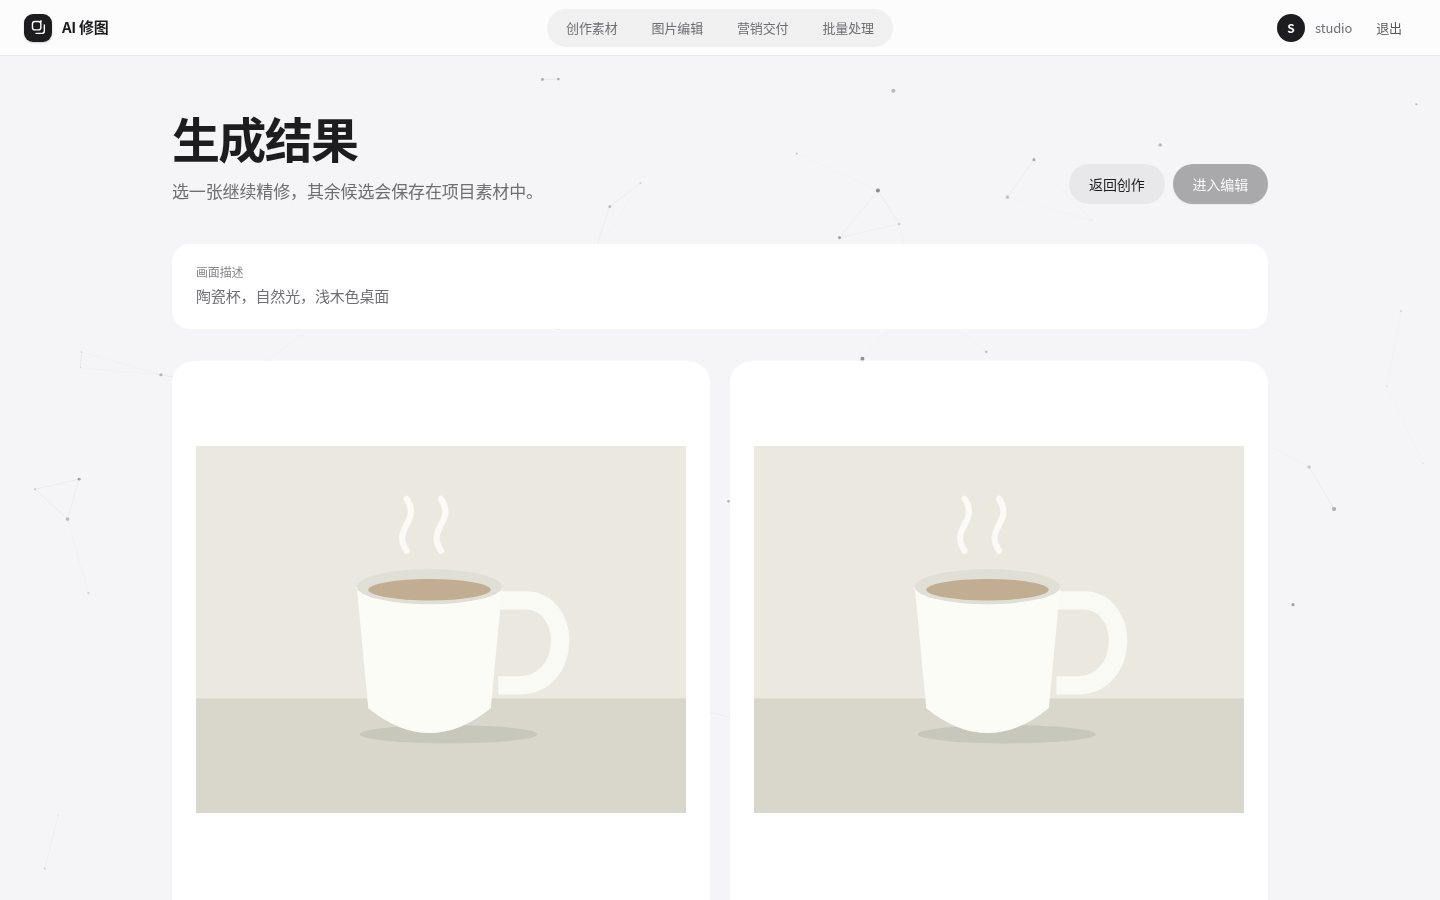 AI 修图
创作素材
图片编辑
营销交付
批量处理
S
studio
退出
生成结果
选一张继续精修，其余候选会保存在项目素材中。
返回创作
进入编辑
画面描述
陶瓷杯，自然光，浅木色桌面